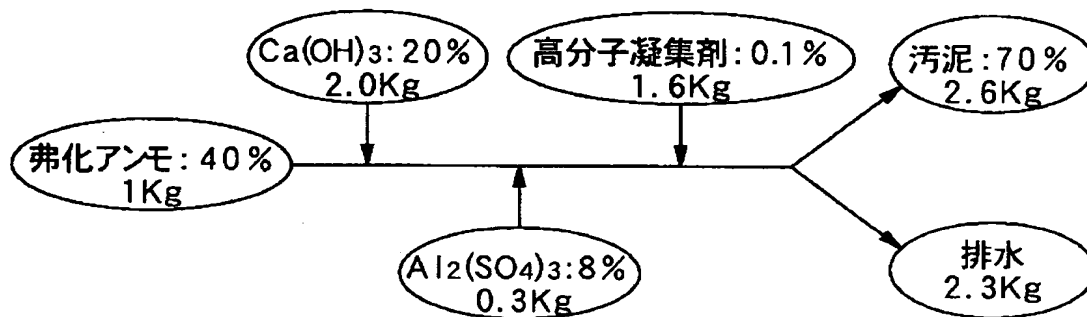 Ca(OH)3:20%
2.0Kg
高分子凝集剤:0.1%
1.6Kg
汚泥:70%
2.6Kg
弗化アンモ:40%
1Kg
Al2(SO4)3:8%
0.3Kg
排水
2.3Kg